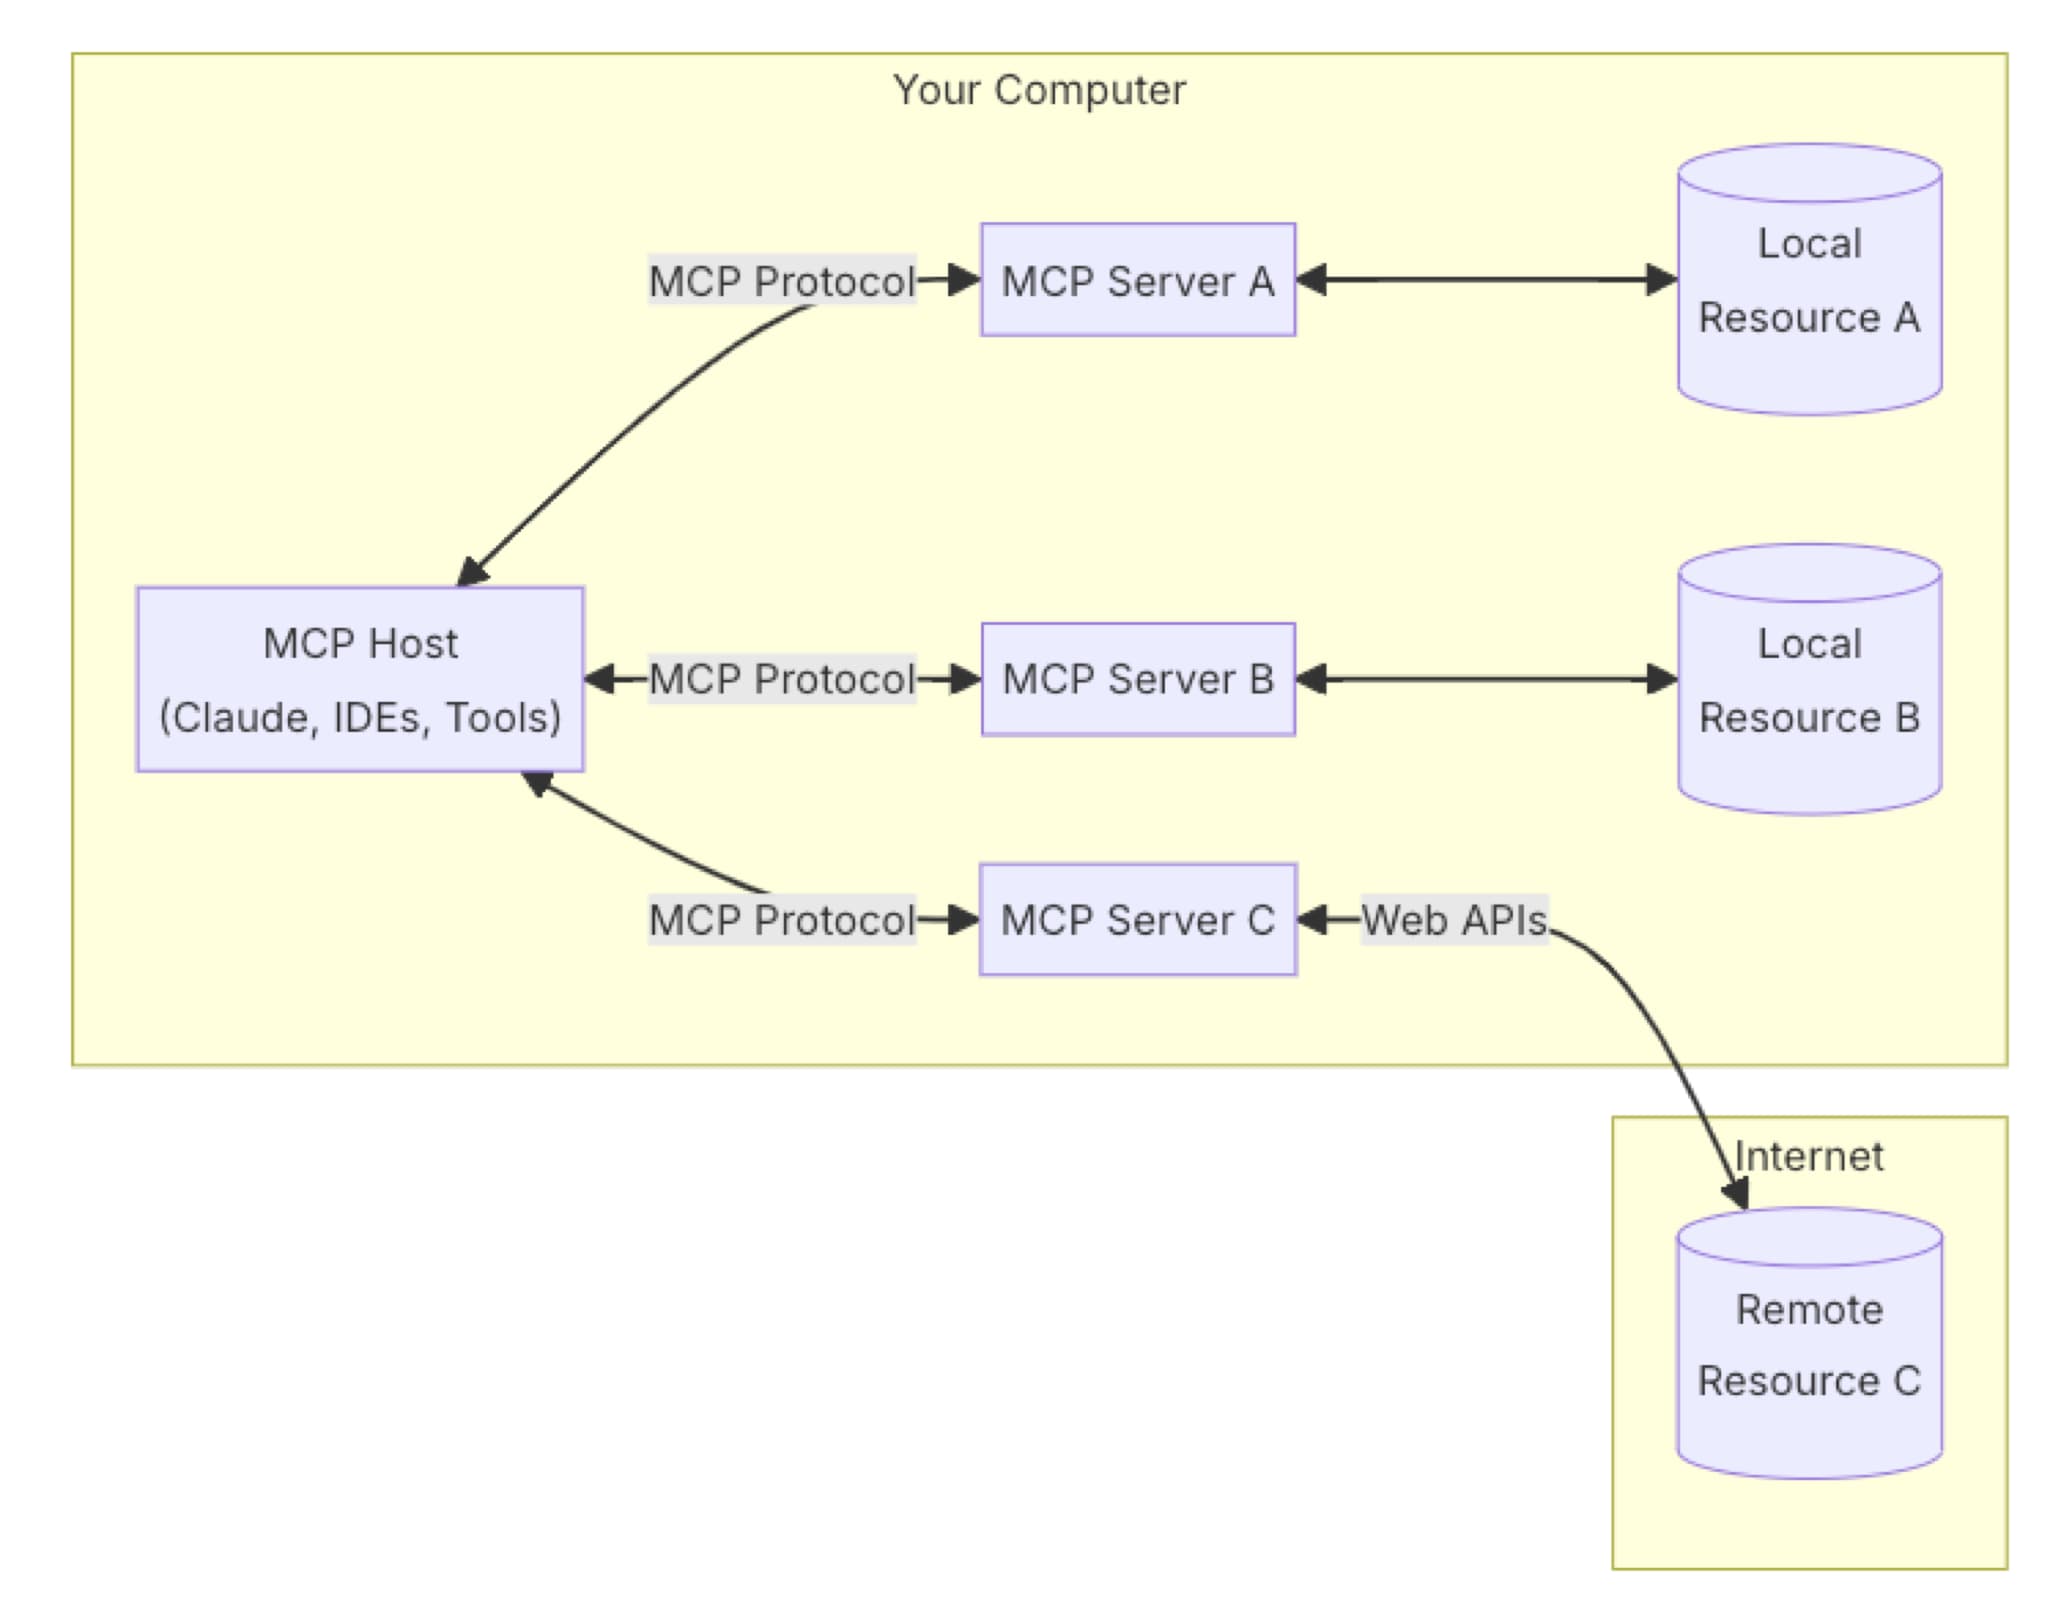 Your Computer
MCP Protocol
MCP Server A
Local
Resource A
MCP Host
(Claude, IDEs, Tools)
MCP Protocol
MCP Server B
Local
Resource B
MCP Protocol
MCP Server C
Web APIs
Internet
Remote
Resource C